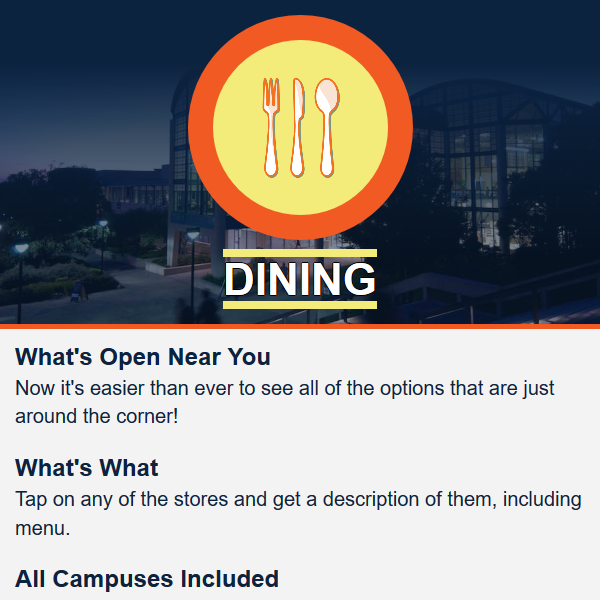 DINING
What's Open Near You
Now it's easier than ever to see all of the options that are just
around the corner!
What's What
Tap on any of the stores and get a description of them, including
menu.
All Campuses Included